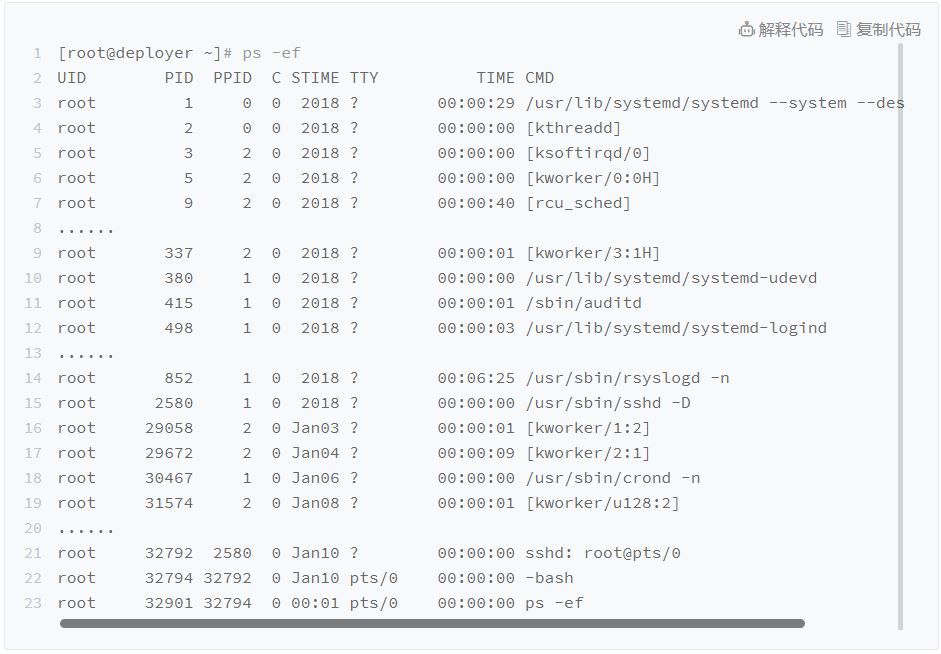 解释代码 复制代码
1 [root@deployer ~]# ps -ef
2 UID        PID  PPID  C STIME TTY          TIME CMD
3 root         1     0  0  2018 ?        00:00:29 /usr/lib/systemd/systemd --system --des
4 root         2     0  0  2018 ?        00:00:00 [kthreadd]
5 root         3     2  0  2018 ?        00:00:00 [ksoftirqd/0]
6 root         5     2  0  2018 ?        00:00:00 [kworker/0:0H]
7 root         9     2  0  2018 ?        00:00:40 [rcu_sched]
8 ......
9 root       337     2  0  2018 ?        00:00:01 [kworker/3:1H]
10 root       380     1  0  2018 ?        00:00:00 /usr/lib/systemd/systemd-udevd
11 root       415     1  0  2018 ?        00:00:01 /sbin/auditd
12 root       498     1  0  2018 ?        00:00:03 /usr/lib/systemd/systemd-logind
13 ......
14 root       852     1  0  2018 ?        00:06:25 /usr/sbin/rsyslogd -n
15 root      2580     1  0  2018 ?        00:00:00 /usr/sbin/sshd -D
16 root     29058     2  0 Jan03 ?        00:00:01 [kworker/1:2]
17 root     29672     2  0 Jan04 ?        00:00:09 [kworker/2:1]
18 root     30467     1  0 Jan06 ?        00:00:00 /usr/sbin/crond -n
19 root     31574     2  0 Jan08 ?        00:00:01 [kworker/u128:2]
20 ......
21 root     32792  2580  0 Jan10 ?        00:00:00 sshd: root@pts/0
22 root     32794 32792  0 Jan10 pts/0    00:00:00 -bash
23 root     32901 32794  0 00:01 pts/0    00:00:00 ps -ef